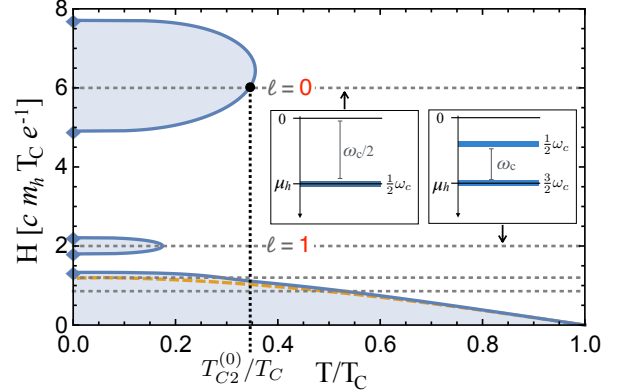 8
6
4
2
0
H [c m_h T_C e^{-1}]
ℓ = 0
ℓ = 1
0
ω_c/2
μ_h
1/2 ω_c
0
1/2 ω_c
ω_c
μ_h
3/2 ω_c
0.0 0.2 0.4 0.6 0.8 1.0
T_{C2}^{(0)}/T_C T/T_C